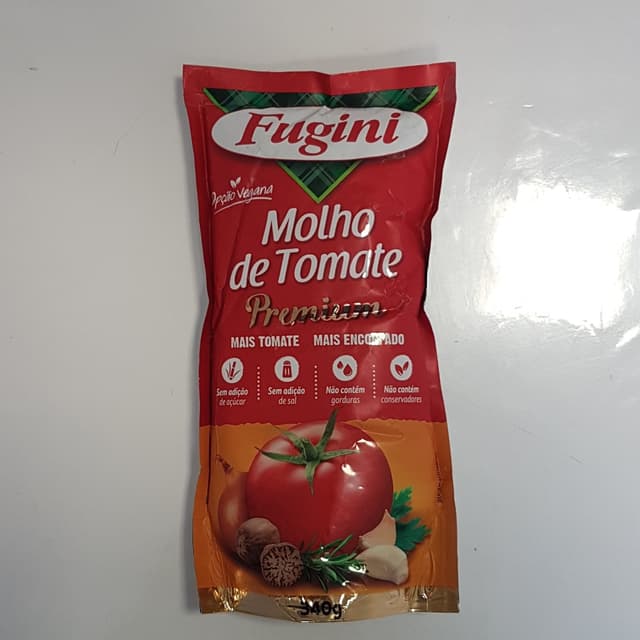 Fugini
Opção Vegana
Molho
de Tomate
Premium
MAIS TOMATE MAIS ENCORPADO
Sem adição de açúcar
Sem adição de sal
Não contém gorduras
Não contém conservadores
340g